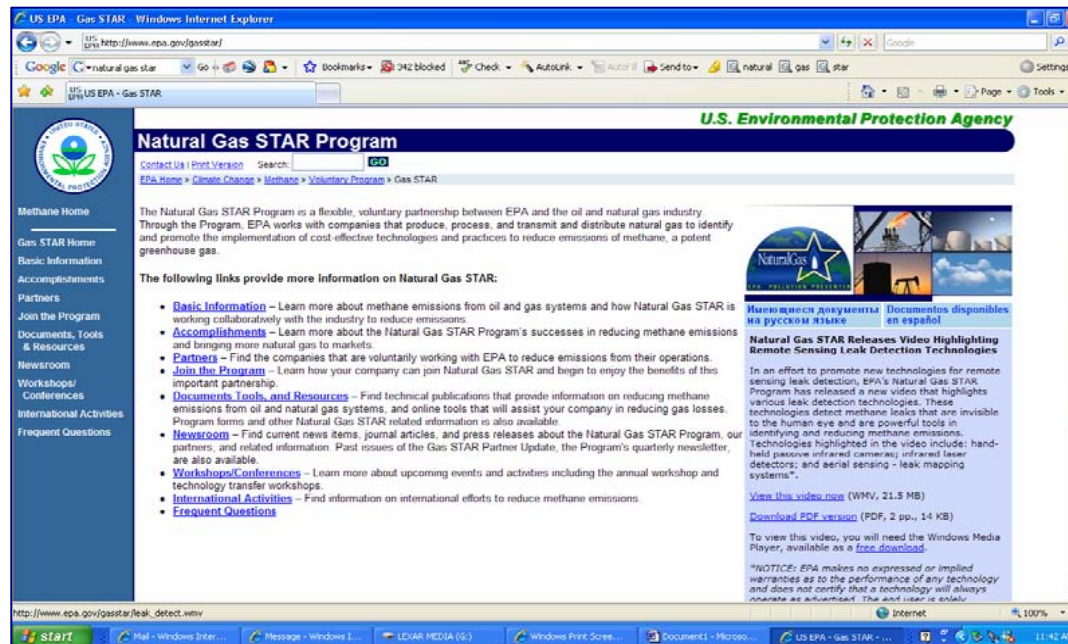 US EPA - Gas STAR - Windows Internet Explorer
http://www.epa.gov/gasstar/
Google
Google natural gas star Go Bookmarks 342 blocked Check AutoLink AutoFill Send to natural gas star Settings
US EPA - Gas STAR Page Tools
U.S. Environmental Protection Agency
Natural Gas STAR Program
Contact Us | Print Version Search: GO
EPA Home > Climate Change > Methane > Voluntary Program > Gas STAR
UNITED STATES
Methane Home
Gas STAR Home
Basic Information
Accomplishments
Partners
Join the Program
Documents, Tools
& Resources
Newsroom
Workshops/
Conferences
International Activities
Frequent Questions
The Natural Gas STAR Program is a flexible, voluntary partnership between EPA and the oil and natural gas industry.
Through the Program, EPA works with companies that produce, process, and transmit and distribute natural gas to identify
and promote the implementation of cost-effective technologies and practices to reduce emissions of methane, a potent
greenhouse gas.
The following links provide more information on Natural Gas STAR:
• Basic Information – Learn more about methane emissions from oil and gas systems and how Natural Gas STAR is
working collaboratively with the industry to reduce emissions.
• Accomplishments – Learn more about the Natural Gas STAR Program's successes in reducing methane emissions
and bringing more natural gas to markets.
• Partners – Find the companies that are voluntarily working with EPA to reduce emissions from their operations.
• Join the Program – Learn how your company can join Natural Gas STAR and begin to enjoy the benefits of this
important partnership.
• Documents Tools, and Resources – Find technical publications that provide information on reducing methane
emissions from oil and natural gas systems, and online tools that will assist your company in reducing gas losses.
Program forms and other Natural Gas STAR related information is also available.
• Newsroom – Find current news items, journal articles, and press releases about the Natural Gas STAR Program, our
partners, and related information. Past issues of the Gas STAR Partner Update, the Program's quarterly newsletter,
are also available.
• Workshops/Conferences – Learn more about upcoming events and activities including the annual workshop and
technology transfer workshops.
• International Activities – Find information on international efforts to reduce methane emissions.
• Frequent Questions
NaturalGas
EPA POLLUTION PREVENTER
Имеющиеся документы
на русском языке
Documentos disponibles
en español
Natural Gas STAR Releases Video Highlighting
Remote Sensing Leak Detection Technologies
In an effort to promote new technologies for remote
sensing leak detection, EPA's Natural Gas STAR
Program has released a new video that highlights
various leak detection technologies. These
technologies detect methane leaks that are invisible
to the human eye and are powerful tools in
identifying and reducing methane emissions.
Technologies highlighted in the video include: hand-
held passive infrared cameras; infrared laser
detectors; and aerial sensing - leak mapping
systems*.
View this video now (WMV, 21.5 MB)
Download PDF version (PDF, 2 pp., 14 KB)
To view this video, you will need the Windows Media
Player, available as a free download.
*NOTICE: EPA makes no expressed or implied
warranties as to the performance of any technology
and does not certify that a technology will always
operate as advertised. The end user is solely
http://www.epa.gov/gasstar/leak_detect.wmv Internet 100%
start Mail - Windows Inter... Message - Windows I... LEXAR MEDIA (G:) Windows Print Scree... Document1 - Microso... US EPA - Gas STAR - ... 11:42 A